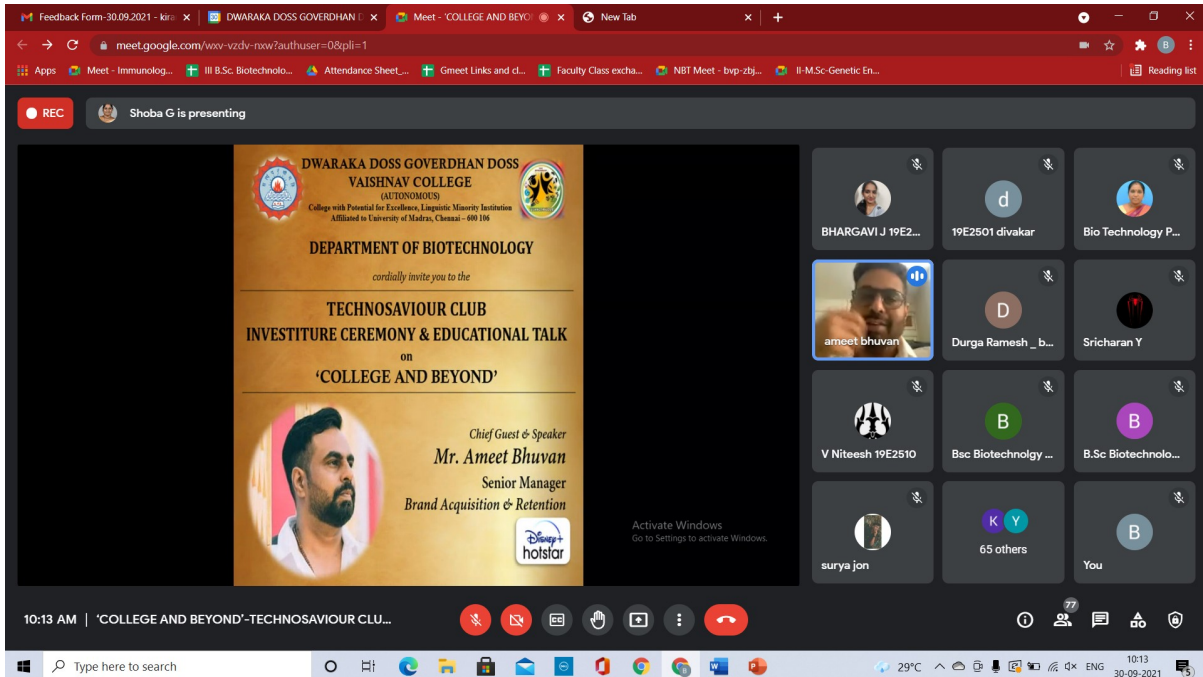 Feedback Form-30.09.2021 - kira
DWARAKA DOSS GOVERDHAN D
Meet - 'COLLEGE AND BEYO
New Tab
meet.google.com/wxv-vzdv-nxw?authuser=0&pli=1
B
Apps
Meet - Immunolog...
III B.Sc. Biotechnolo...
Attendance Sheet_...
Gmeet Links and cl...
Faculty Class excha...
NBT Meet - bvp-zbj...
II-M.Sc-Genetic En...
Reading list
REC
Shoba G is presenting
DWARAKA DOSS GOVERDHAN DOSS
VAISHNAV COLLEGE
(AUTONOMOUS)
College with Potential for Excellence, Linguistic Minority Institution
Affiliated to University of Madras, Chennai – 600 106
DEPARTMENT OF BIOTECHNOLOGY
cordially invite you to the
TECHNOSAVIOUR CLUB
INVESTITURE CEREMONY & EDUCATIONAL TALK
on
‘COLLEGE AND BEYOND’
Chief Guest & Speaker
Mr. Ameet Bhuvan
Senior Manager
Brand Acquisition & Retention
Disney+
hotstar
Activate Windows
Go to Settings to activate Windows.
BHARGAVI J 19E2...
d
19E2501 divakar
Bio Technology P...
ameet bhuvan
D
Durga Ramesh _ b...
Sricharan Y
V Niteesh 19E2510
B
Bsc Biotechnolgy ...
B
B.Sc Biotechnolo...
surya jon
K Y
65 others
B
You
10:13 AM | ‘COLLEGE AND BEYOND’-TECHNOSAVIOUR CLU...
77
Type here to search
29°C
ENG
10:13
30-09-2021
5